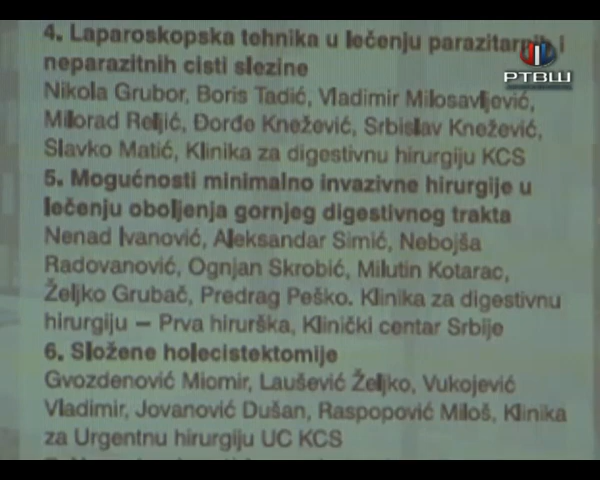 4. Laparoskopska tehnika u lečenju parazitarnih i
neparazitnih cisti slezine
Nikola Grubor, Boris Tadić, Vladimir Milosavljević,
Milorad Reljić, Đorđe Knežević, Srbislav Knežević,
Slavko Matić, Klinika za digestivnu hirurgiju KCS
5. Mogućnosti minimalno invazivne hirurgije u
lečenju oboljenja gornjeg digestivnog trakta
Nenad Ivanović, Aleksandar Simić, Nebojša
Radovanović, Ognjan Skrobić, Milutin Kotarac,
Željko Grubač, Predrag Peško. Klinika za digestivnu
hirurgiju – Prva hirurška, Klinički centar Srbije
6. Složene holecistektomije
Gvozdenović Miomir, Laušević Željko, Vukojević
Vladimir, Jovanović Dušan, Raspopović Miloš, Klinika
za Urgentnu hirurgiju UC KCS
РТВШ